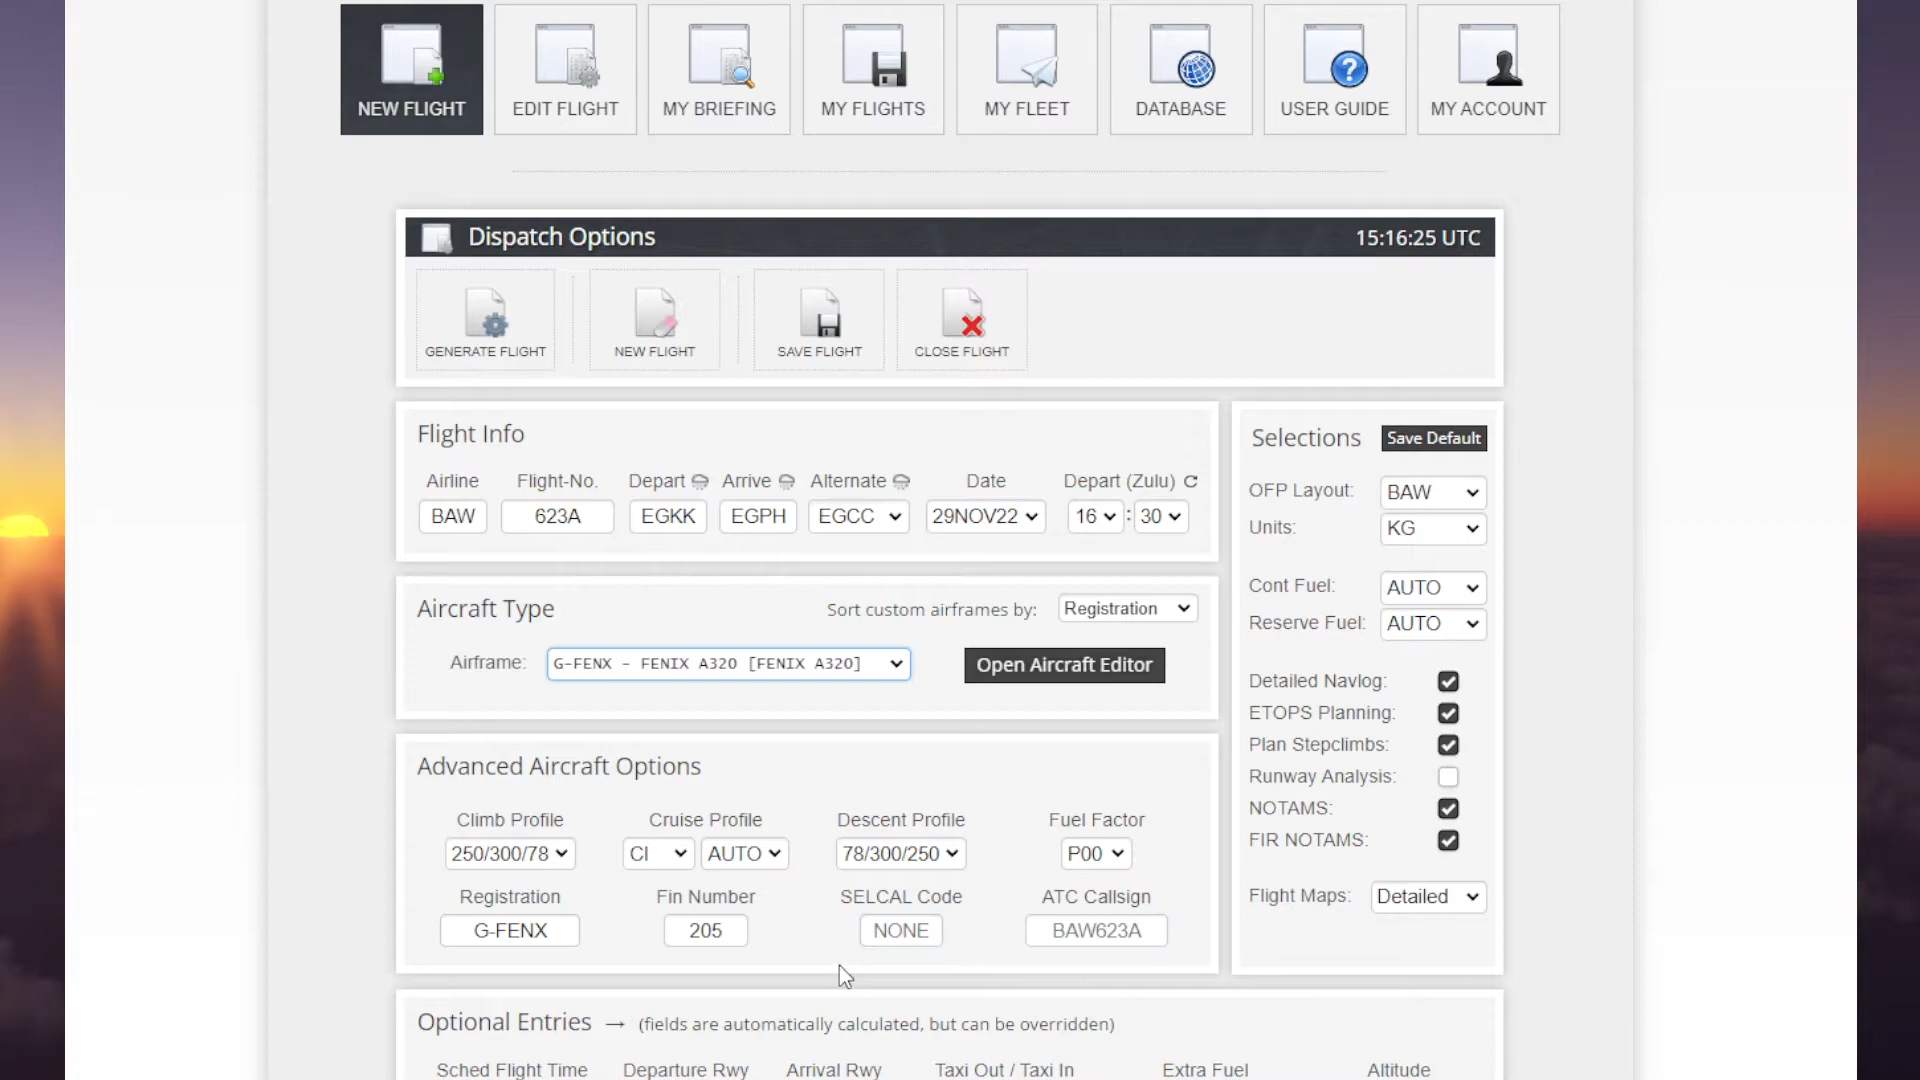 NEW FLIGHT EDIT FLIGHT MY BRIEFING MY FLIGHTS MY FLEET DATABASE USER GUIDE MY ACCOUNT
Dispatch Options 15:16:25 UTC
GENERATE FLIGHT NEW FLIGHT SAVE FLIGHT CLOSE FLIGHT
Flight Info
Airline Flight-No. Depart Arrive Alternate Date Depart (Zulu)
BAW 623A EGKK EGPH EGCC 29NOV22 16 : 30
Aircraft Type Sort custom airframes by: Registration
Airframe: G-FENX - FENIX A320 [FENIX A320] Open Aircraft Editor
Advanced Aircraft Options
Climb Profile Cruise Profile Descent Profile Fuel Factor
250/300/78 CI AUTO 78/300/250 P00
Registration Fin Number SELCAL Code ATC Callsign
G-FENX 205 NONE BAW623A
Selections Save Default
OFP Layout: BAW
Units: KG
Cont Fuel: AUTO
Reserve Fuel: AUTO
Detailed Navlog:
ETOPS Planning:
Plan Stepclimbs:
Runway Analysis:
NOTAMS:
FIR NOTAMS:
Flight Maps: Detailed
Optional Entries → (fields are automatically calculated, but can be overridden)
Sched Flight Time Departure Rwy Arrival Rwy Taxi Out / Taxi In Extra Fuel Altitude